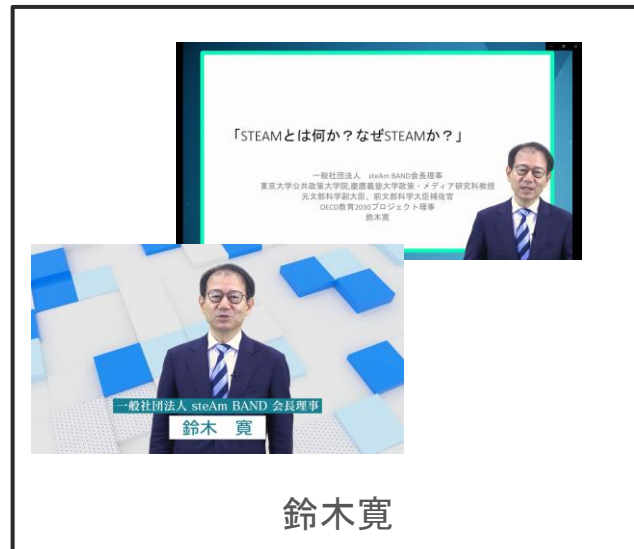 「STEAMとは何か？なぜSTEAMか？」
一般社団法人　steAm BAND会長理事
東京大学公共政策大学院,慶應義塾大学政策・メディア研究科教授
元文部科学副大臣、前文部科学大臣補佐官
OECD教育2030プロジェクト理事
鈴木寛
一般社団法人 steAm BAND 会長理事
鈴木　寛
鈴木寛